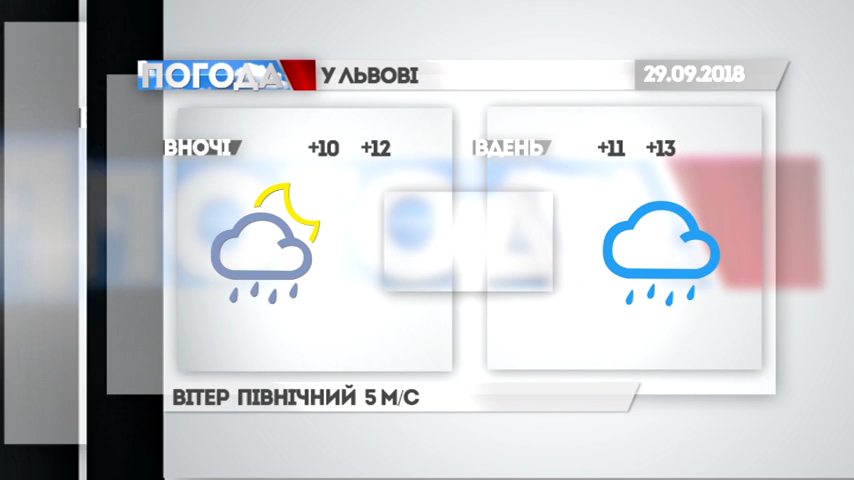 ПОГОДА У ЛЬВОВІ 29.09.2018
ВНОЧІ +10 +12
ВДЕНЬ +11 +13
ВІТЕР ПІВНІЧНИЙ 5 М/С